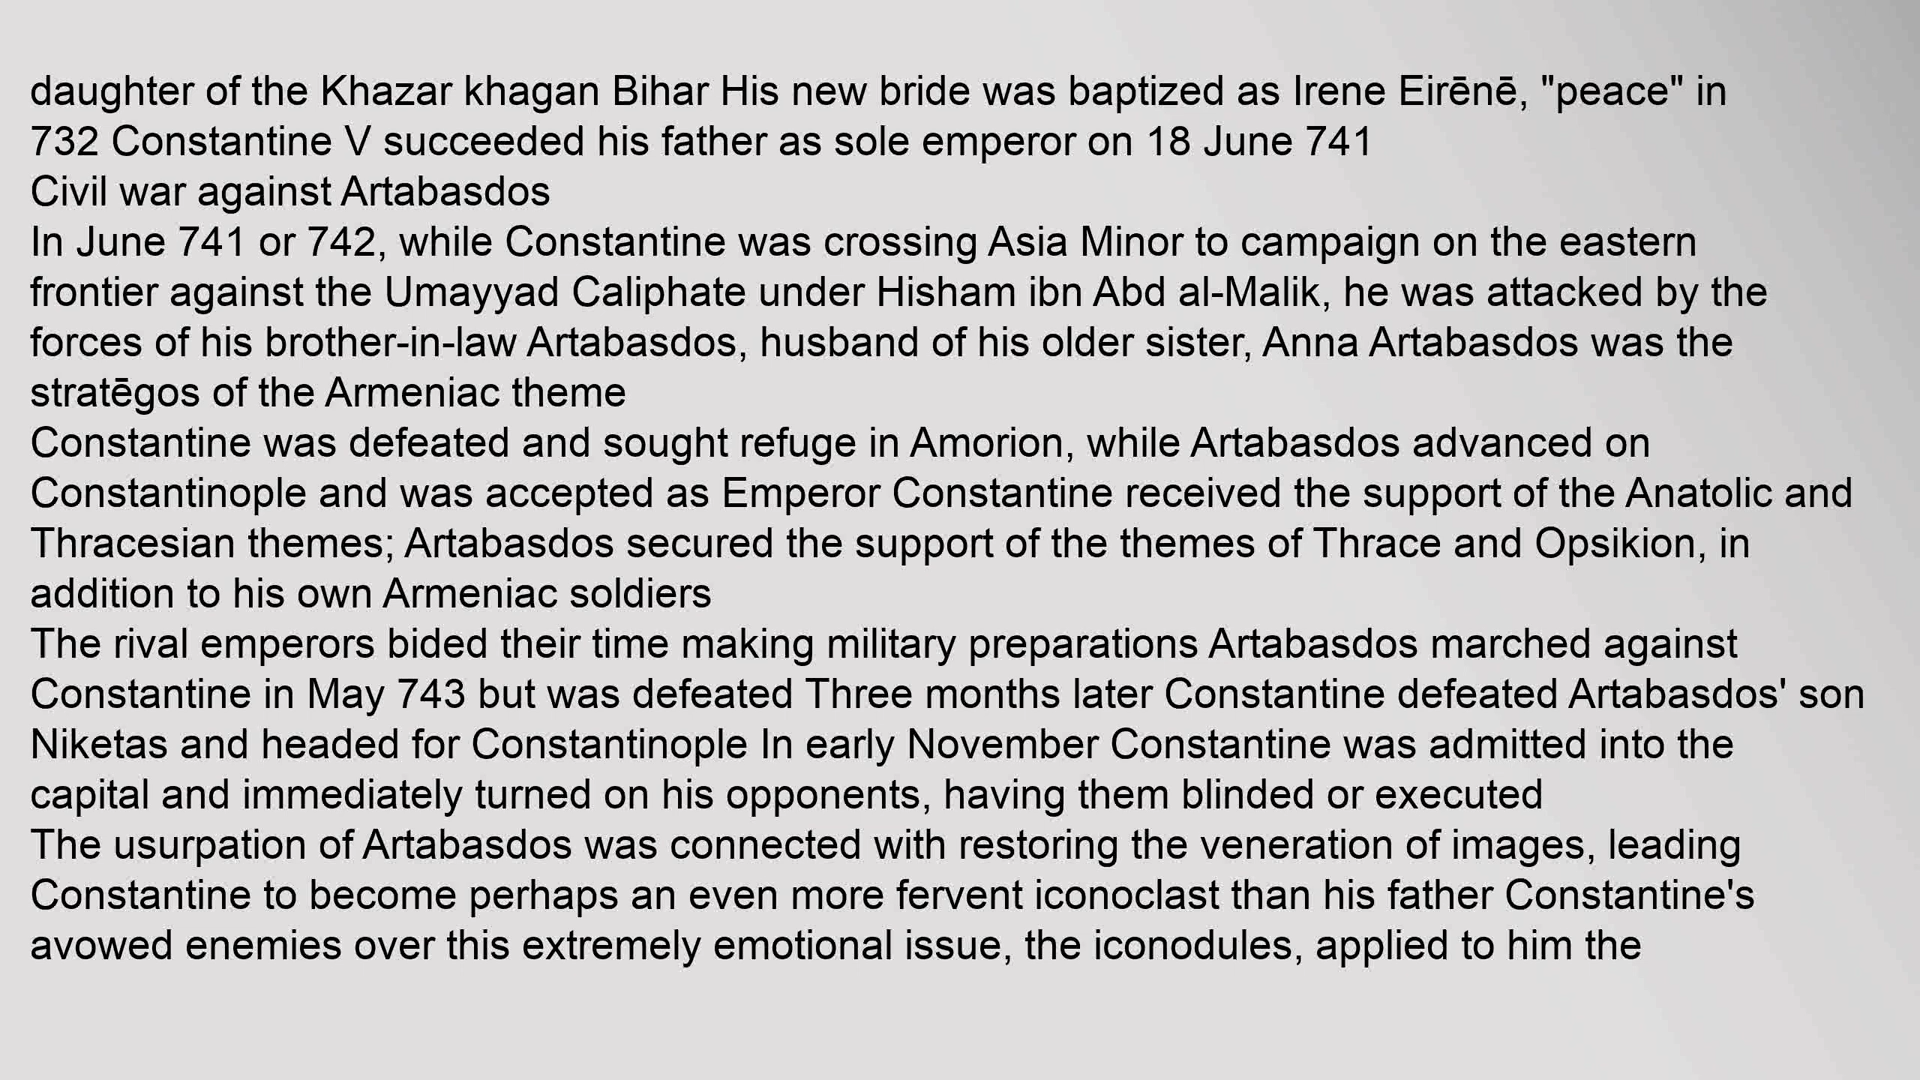 daughter of the Khazar khagan Bihar His new bride was baptized as Irene Eirēnē, "peace" in
732 Constantine V succeeded his father as sole emperor on 18 June 741
Civil war against Artabasdos
In June 741 or 742, while Constantine was crossing Asia Minor to campaign on the eastern
frontier against the Umayyad Caliphate under Hisham ibn Abd al-Malik, he was attacked by the
forces of his brother-in-law Artabasdos, husband of his older sister, Anna Artabasdos was the
stratēgos of the Armeniac theme
Constantine was defeated and sought refuge in Amorion, while Artabasdos advanced on
Constantinople and was accepted as Emperor Constantine received the support of the Anatolic and
Thracesian themes; Artabasdos secured the support of the themes of Thrace and Opsikion, in
addition to his own Armeniac soldiers
The rival emperors bided their time making military preparations Artabasdos marched against
Constantine in May 743 but was defeated Three months later Constantine defeated Artabasdos' son
Niketas and headed for Constantinople In early November Constantine was admitted into the
capital and immediately turned on his opponents, having them blinded or executed
The usurpation of Artabasdos was connected with restoring the veneration of images, leading
Constantine to become perhaps an even more fervent iconoclast than his father Constantine's
avowed enemies over this extremely emotional issue, the iconodules, applied to him the